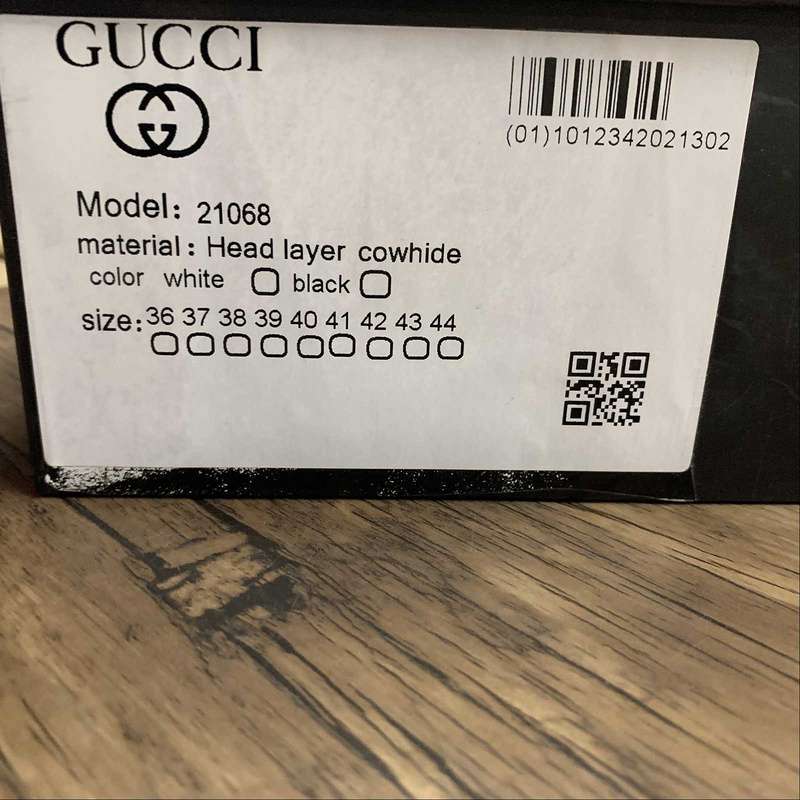 GUCCI
(01)1012342021302
Model: 21068
material: Head layer cowhide
color white black
size: 36 37 38 39 40 41 42 43 44